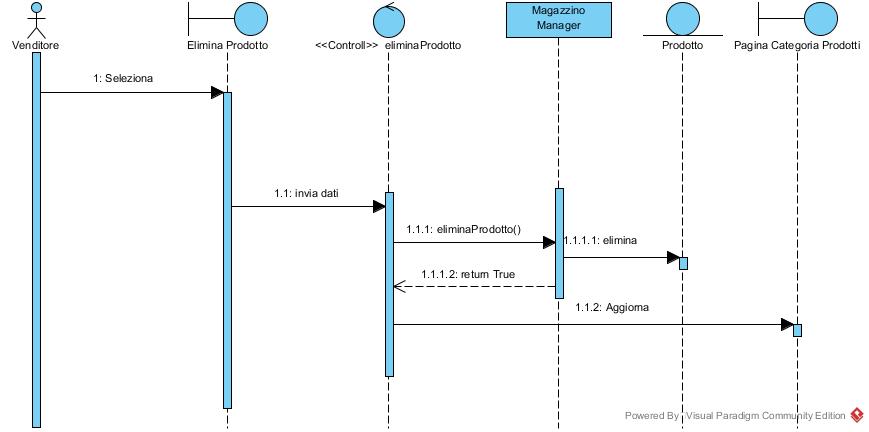 Venditore
Elimina Prodotto
<<Controll>> eliminaProdotto
Magazzino
Manager
Prodotto
Pagina Categoria Prodotti
1: Seleziona
1.1: invia dati
1.1.1: eliminaProdotto()
1.1.1.1: elimina
1.1.1.2: return True
1.1.2: Aggiorna
Powered By Visual Paradigm Community Edition